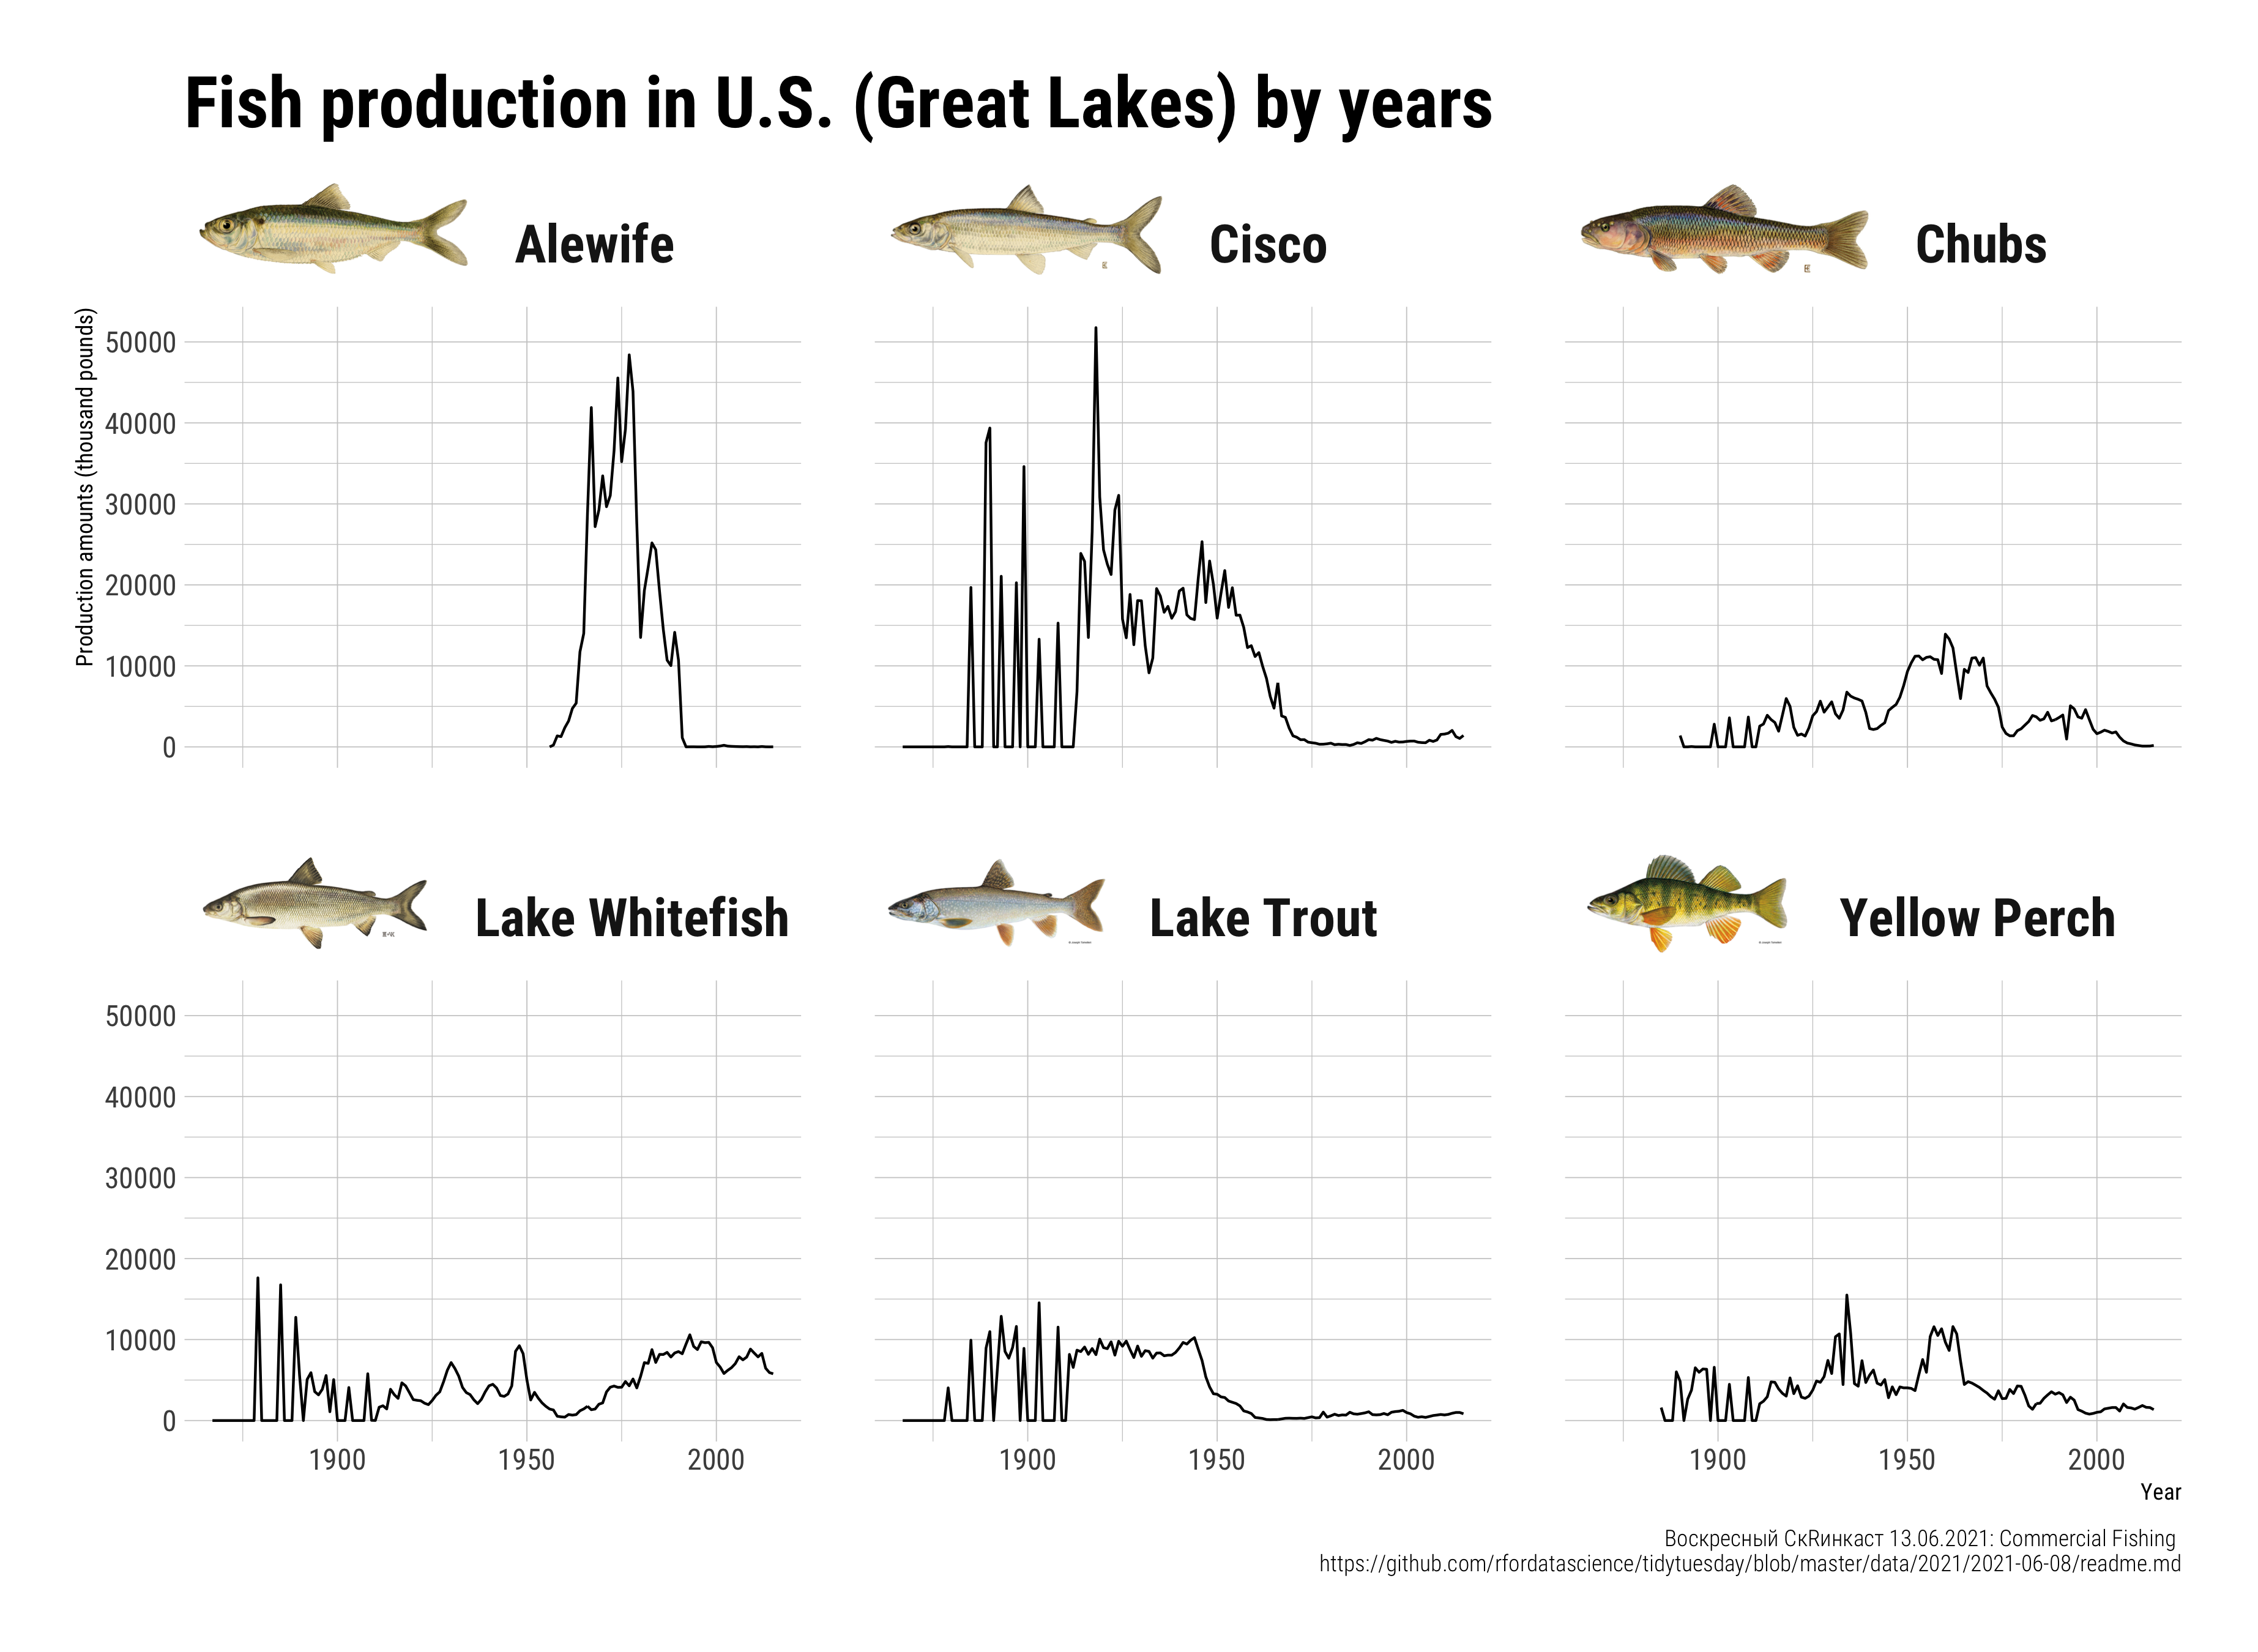 Fish production in U.S. (Great Lakes) by years
Alewife
Cisco
Chubs
Production amounts (thousand pounds)
50000
40000
30000
20000
10000
0
Lake Whitefish
Lake Trout
Yellow Perch
50000
40000
30000
20000
10000
0
1900 1950 2000
1900 1950 2000
1900 1950 2000
Year
Воскресный СкRинкаст 13.06.2021: Commercial Fishing
https://github.com/rfordatascience/tidytuesday/blob/master/data/2021/2021-06-08/readme.md